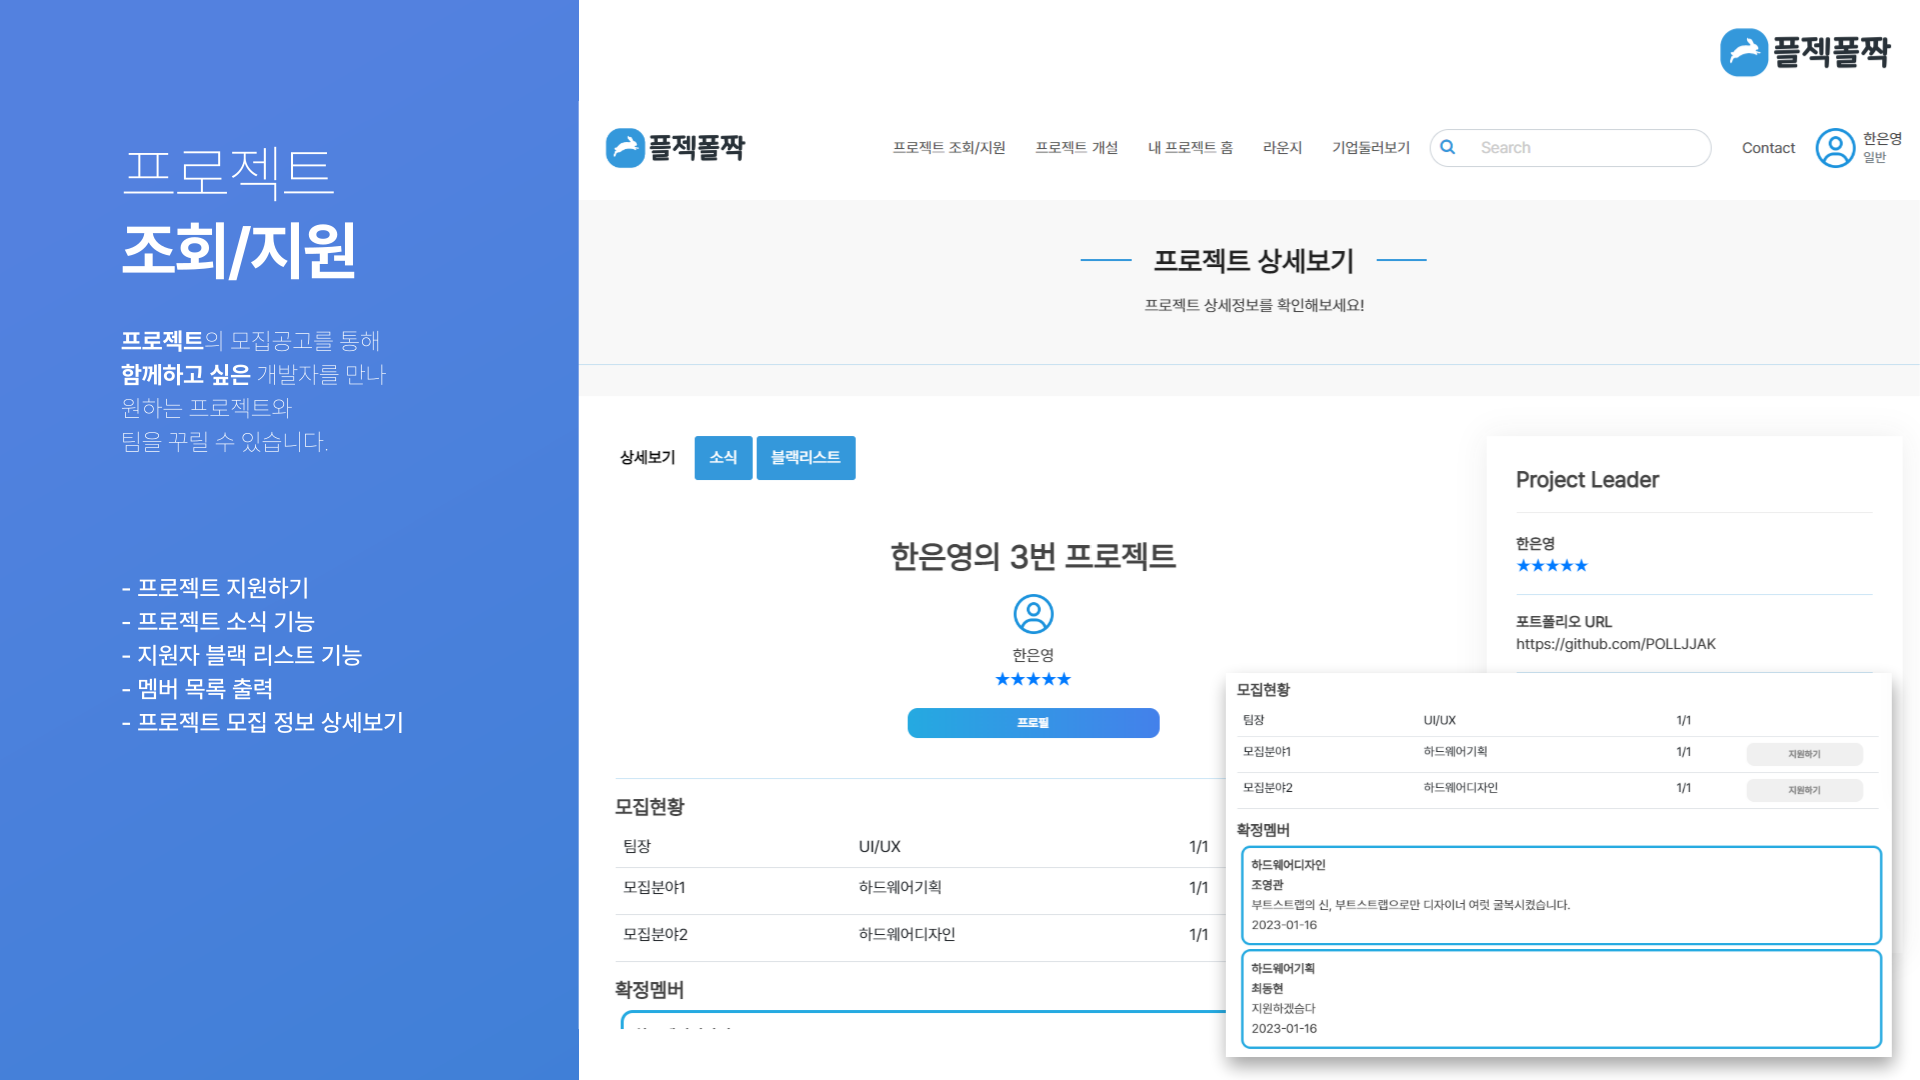 프로젝트
조회/지원
프로젝트의 모집공고를 통해
함께하고 싶은 개발자를 만나
원하는 프로젝트와
팀을 꾸릴 수 있습니다.
- 프로젝트 지원하기
- 프로젝트 소식 기능
- 지원자 블랙 리스트 기능
- 멤버 목록 출력
- 프로젝트 모집 정보 상세보기
플젝폴짝
플젝폴짝 프로젝트 조회/지원 프로젝트 개설 내 프로젝트 홈 라운지 기업둘러보기 Search Contact 한은영
일반
프로젝트 상세보기
프로젝트 상세정보를 확인해보세요!
상세보기 소식 블랙리스트
한은영의 3번 프로젝트
한은영
★★★★★
프로필
모집현황
팀장 UI/UX 1/1
모집분야1 하드웨어기획 1/1
모집분야2 하드웨어디자인 1/1
확정멤버
Project Leader
한은영
★★★★★
포트폴리오 URL
https://github.com/POLLJJAK
모집현황
팀장 UI/UX 1/1
모집분야1 하드웨어기획 1/1 지원하기
모집분야2 하드웨어디자인 1/1 지원하기
확정멤버
하드웨어디자인
조영관
부트스트랩의 신, 부트스트랩으로만 디자이너 여럿 굴복시켰습니다.
2023-01-16
하드웨어기획
최동현
지원하겠슴다
2023-01-16